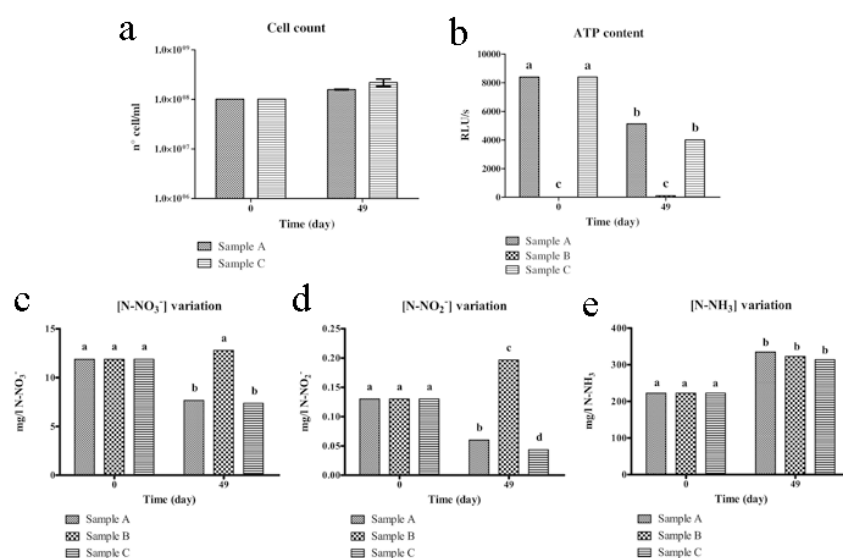 a
Cell count
1.0×10⁰⁹
1.0×10⁰⁸
1.0×10⁰⁷
1.0×10⁰⁶
n° cell/ml
0
49
Time (day)
Sample A
Sample C
b
ATP content
10000
8000
6000
4000
2000
0
RLU/s
a
c
a
b
c
b
0
49
Time (day)
Sample A
Sample B
Sample C
c
[N-NO₃⁻] variation
15
10
5
0
mg/l N-NO₃⁻
a a a
b
a
b
0
49
Time (day)
Sample A
Sample B
Sample C
d
[N-NO₂⁻] variation
0.25
0.20
0.15
0.10
0.05
0.00
mg/l N-NO₂⁻
a a a
b
c
d
0
49
Time (day)
Sample A
Sample B
Sample C
e
[N-NH₃] variation
400
300
200
100
0
mg/l N-NH₃
a a a
b b b
0
49
Time (day)
Sample A
Sample B
Sample C